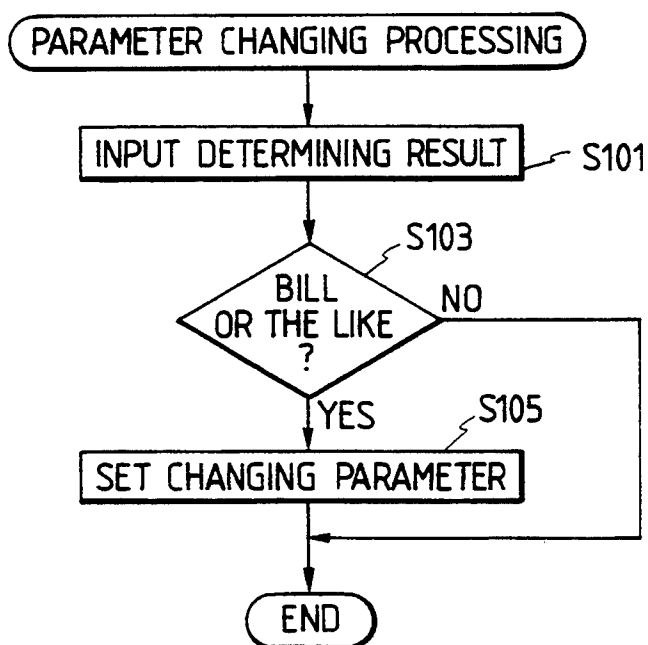 PARAMETER CHANGING PROCESSING
INPUT DETERMINING RESULT
S101
S103
BILL
OR THE LIKE
?
NO
YES
S105
SET CHANGING PARAMETER
END